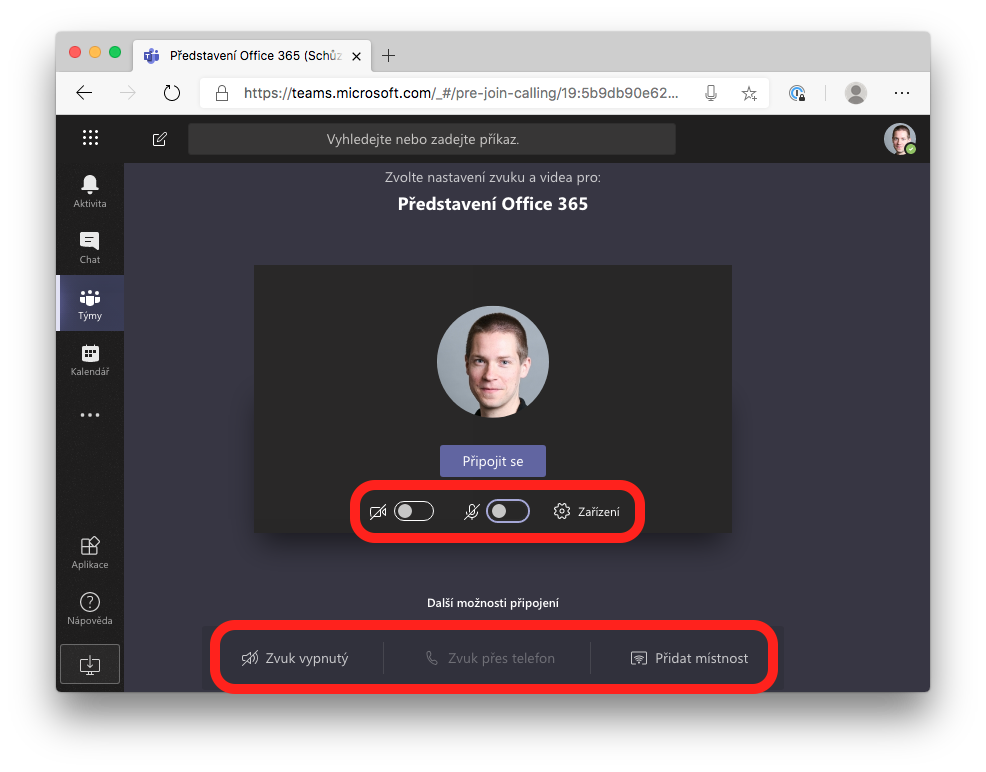 Představení Office 365 (Schůz
https://teams.microsoft.com/_#/pre-join-calling/19:5b9db90e62...
Vyhledejte nebo zadejte příkaz.
Aktivita
Chat
Týmy
Kalendář
Aplikace
Nápověda
Zvolte nastavení zvuku a videa pro:
Představení Office 365
Připojit se
Zařízení
Další možnosti připojení
Zvuk vypnutý
Zvuk přes telefon
Přidat místnost